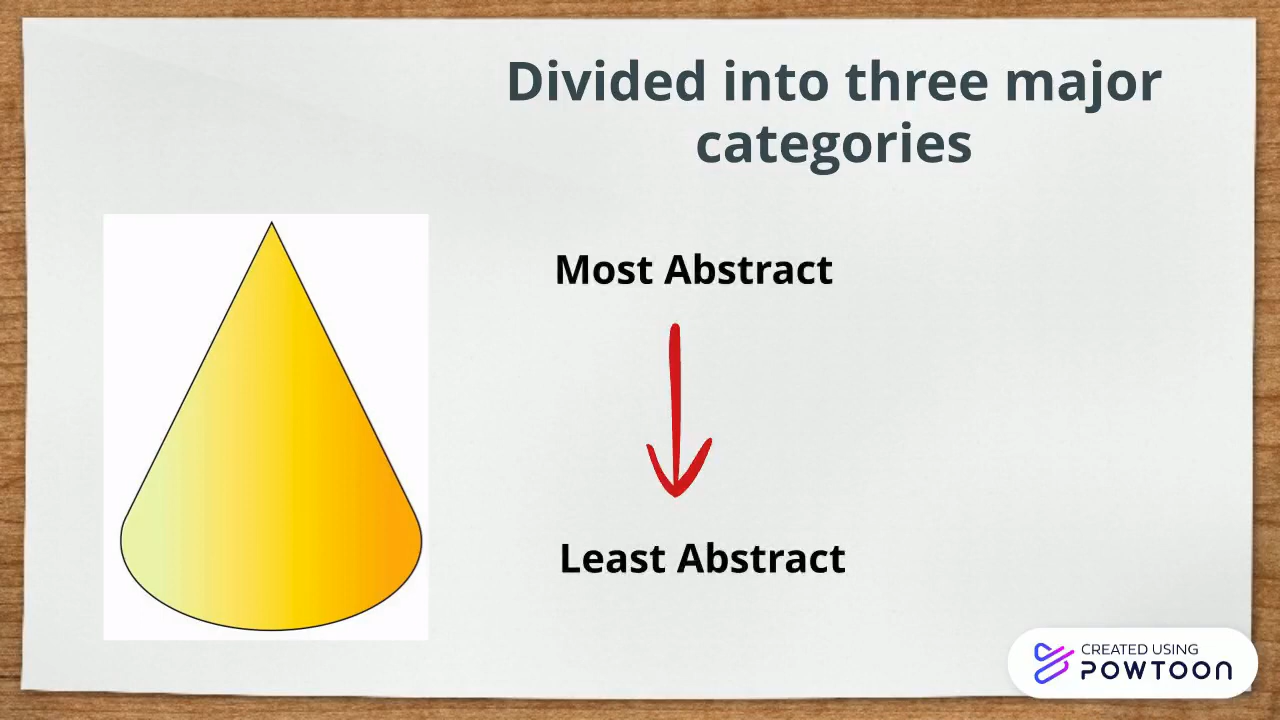 Divided into three major
categories
Most Abstract
Least Abstract
CREATED USING
POWTOON